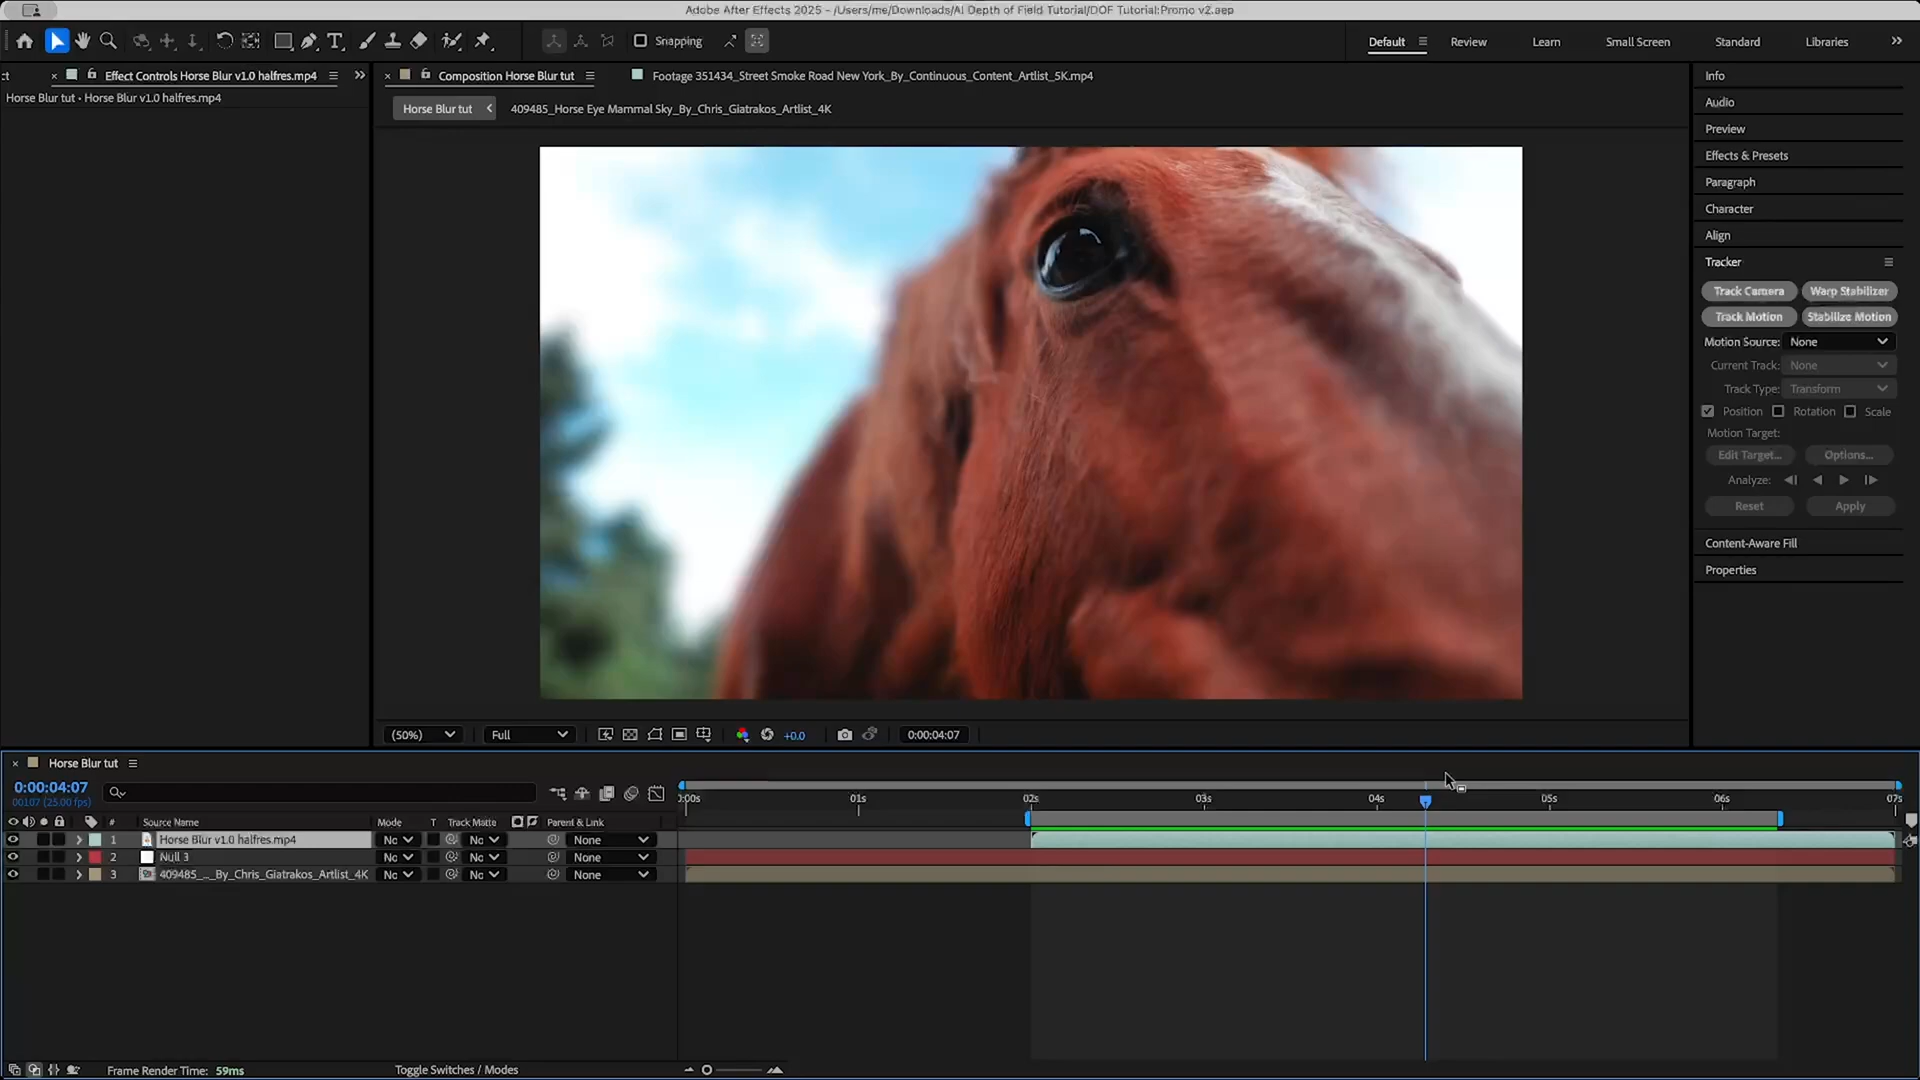 Adobe After Effects 2025 - /Users/me/Downloads/AI Depth of Field Tutorial/DOF Tutorial:Promo v2.aep
Snapping
Default
Review
Learn
Small Screen
Standard
Libraries
Effect Controls Horse Blur v1.0 halfres.mp4
Composition Horse Blur tut
Footage 351434_Street Smoke Road New York_By_Continuous_Content_Artlist_5K.mp4
Horse Blur tut • Horse Blur v1.0 halfres.mp4
Horse Blur tut
409485_Horse Eye Mammal Sky_By_Chris_Giatrakos_Artlist_4K
Info
Audio
Preview
Effects & Presets
Paragraph
Character
Align
Tracker
Track Camera
Warp Stabilizer
Track Motion
Stabilize Motion
Motion Source: None
Current Track: None
Track Type: Transform
Position
Rotation
Scale
Motion Target:
Edit Target...
Options...
Analyze:
Reset
Apply
Content-Aware Fill
Properties
(50%)
Full
+0.0
0:00:04:07
Horse Blur tut
0:00:04:07
00107 (25.00 fps)
0:00s
01s
02s
03s
04s
05s
06s
07s
#
Source Name
Mode
T
Track Matte
Parent & Link
1 Horse Blur v1.0 halfres.mp4 None
2 Null 3 None
3 409485_..._By_Chris_Giatrakos_Artlist_4K None
Frame Render Time: 59ms
Toggle Switches / Modes